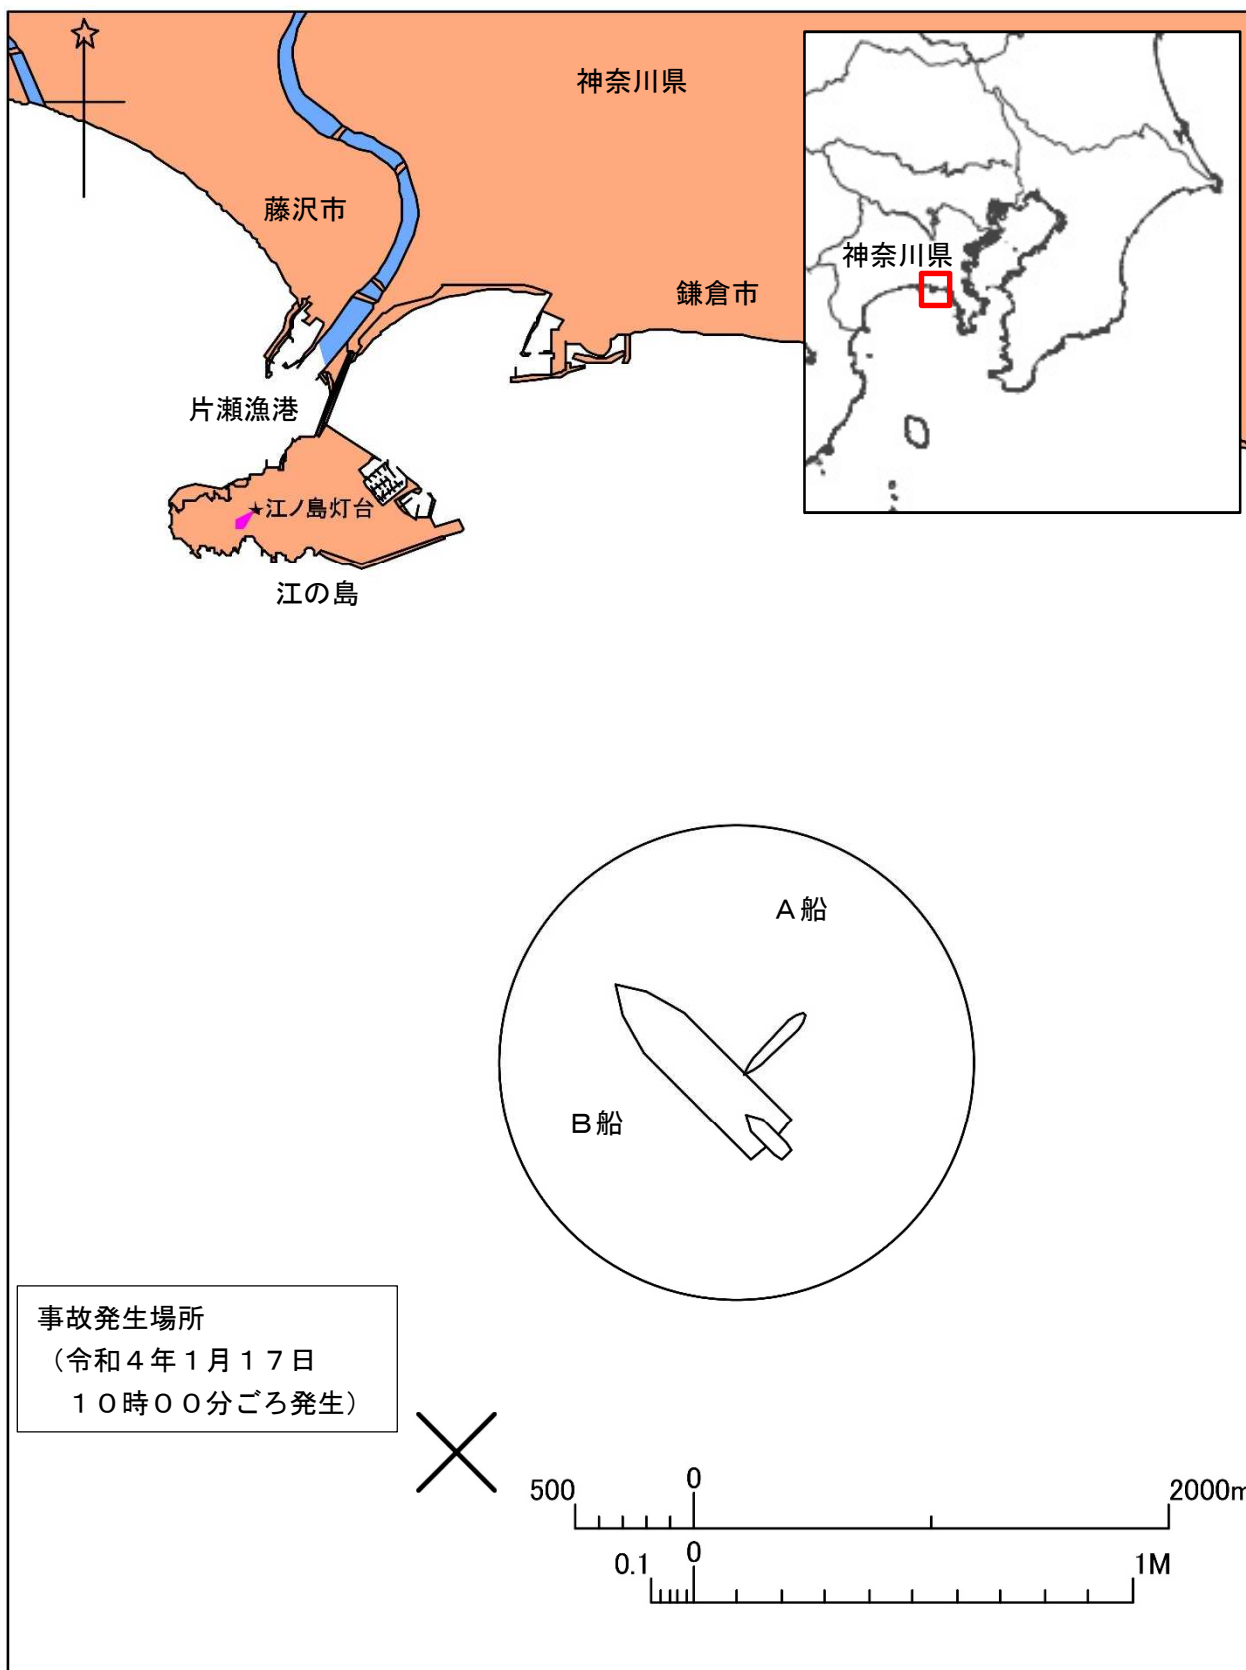 神奈川県
神奈川県
藤沢市
鎌倉市
片瀬漁港
江ノ島灯台
江の島
A船
B船
事故発生場所
（令和４年１月１７日
１０時００分ごろ発生）
500 0 2000m
0.1 0 1M